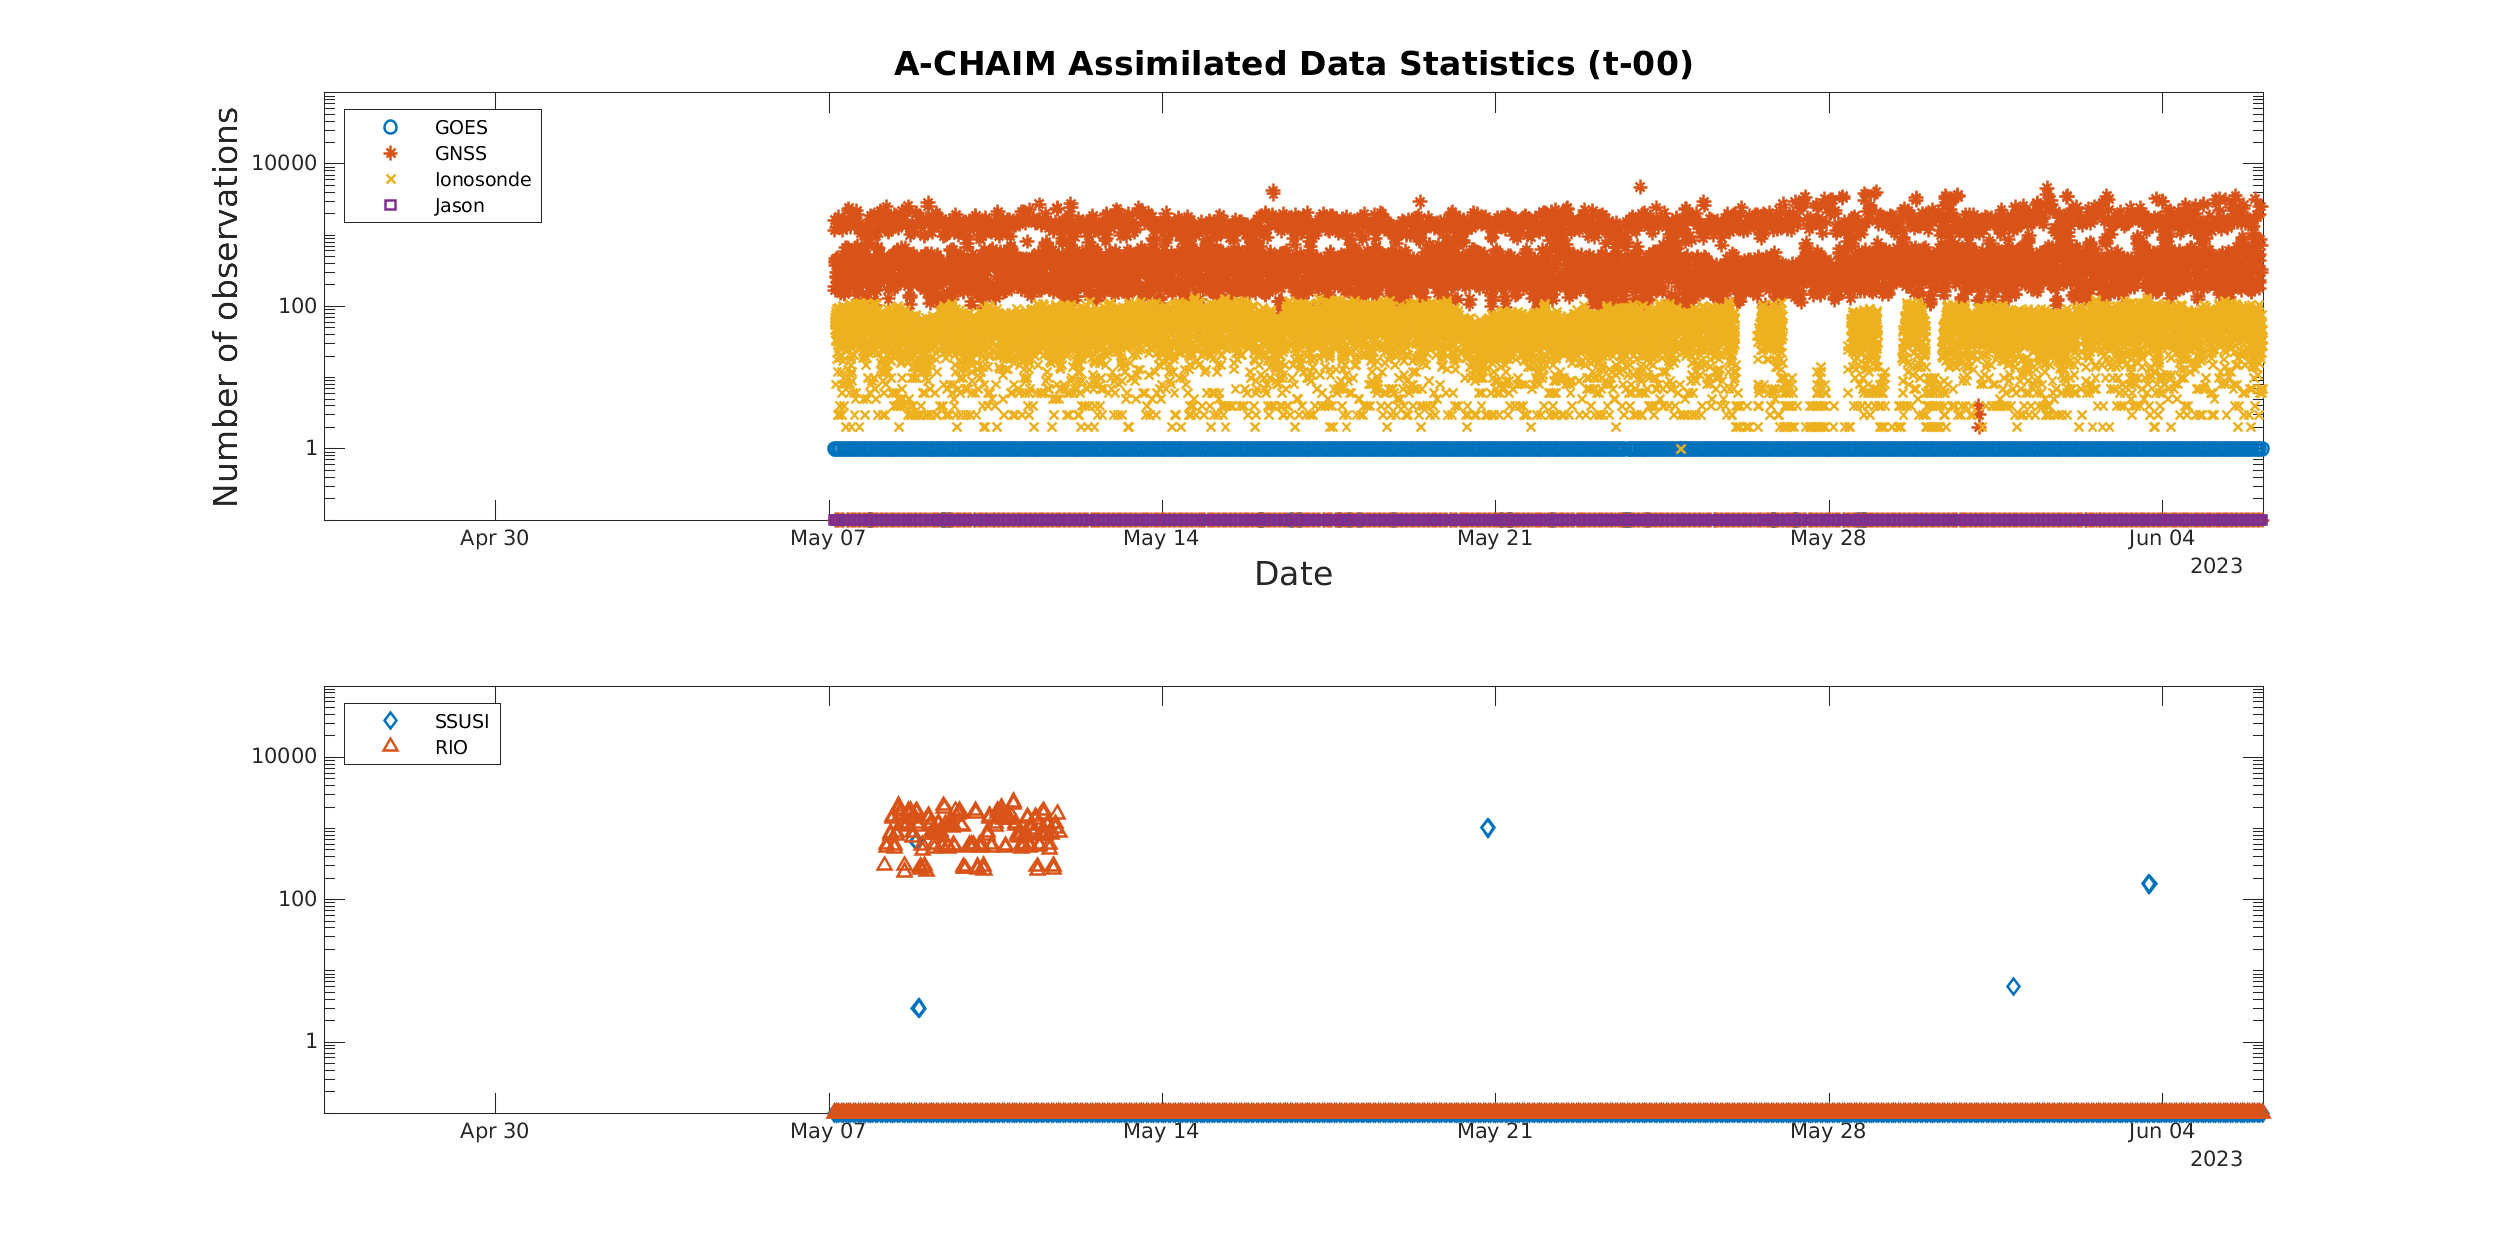 A-CHAIM Assimilated Data Statistics (t-00)
Number of observations
GOES
GNSS
Ionosonde
Jason
10000
100
1
Apr 30 May 07 May 14 May 21 May 28 Jun 04
2023
Date
SSUSI
RIO
10000
100
1
Apr 30 May 07 May 14 May 21 May 28 Jun 04
2023